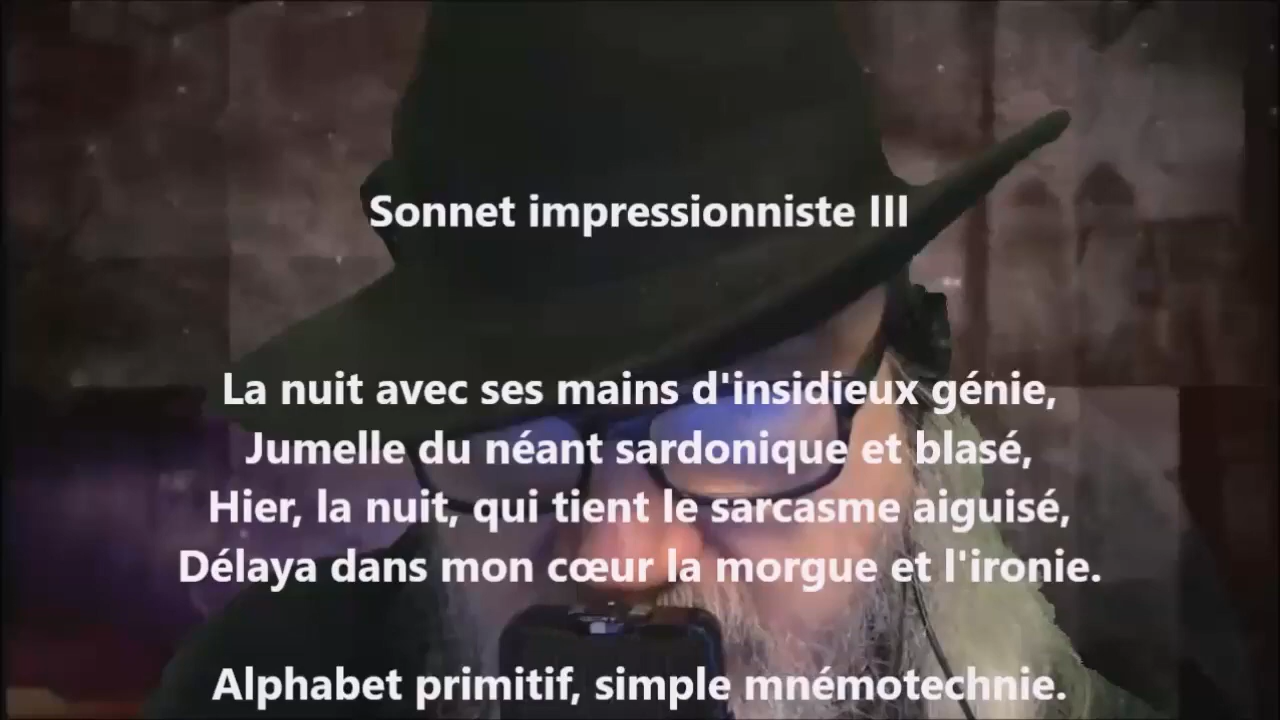 Sonnet impressionniste III
La nuit avec ses mains d'insidieux génie,
Jumelle du néant sardonique et blasé,
Hier, la nuit, qui tient le sarcasme aiguisé,
Délaya dans mon cœur la morgue et l'ironie.
Alphabet primitif, simple mnémotechnie.